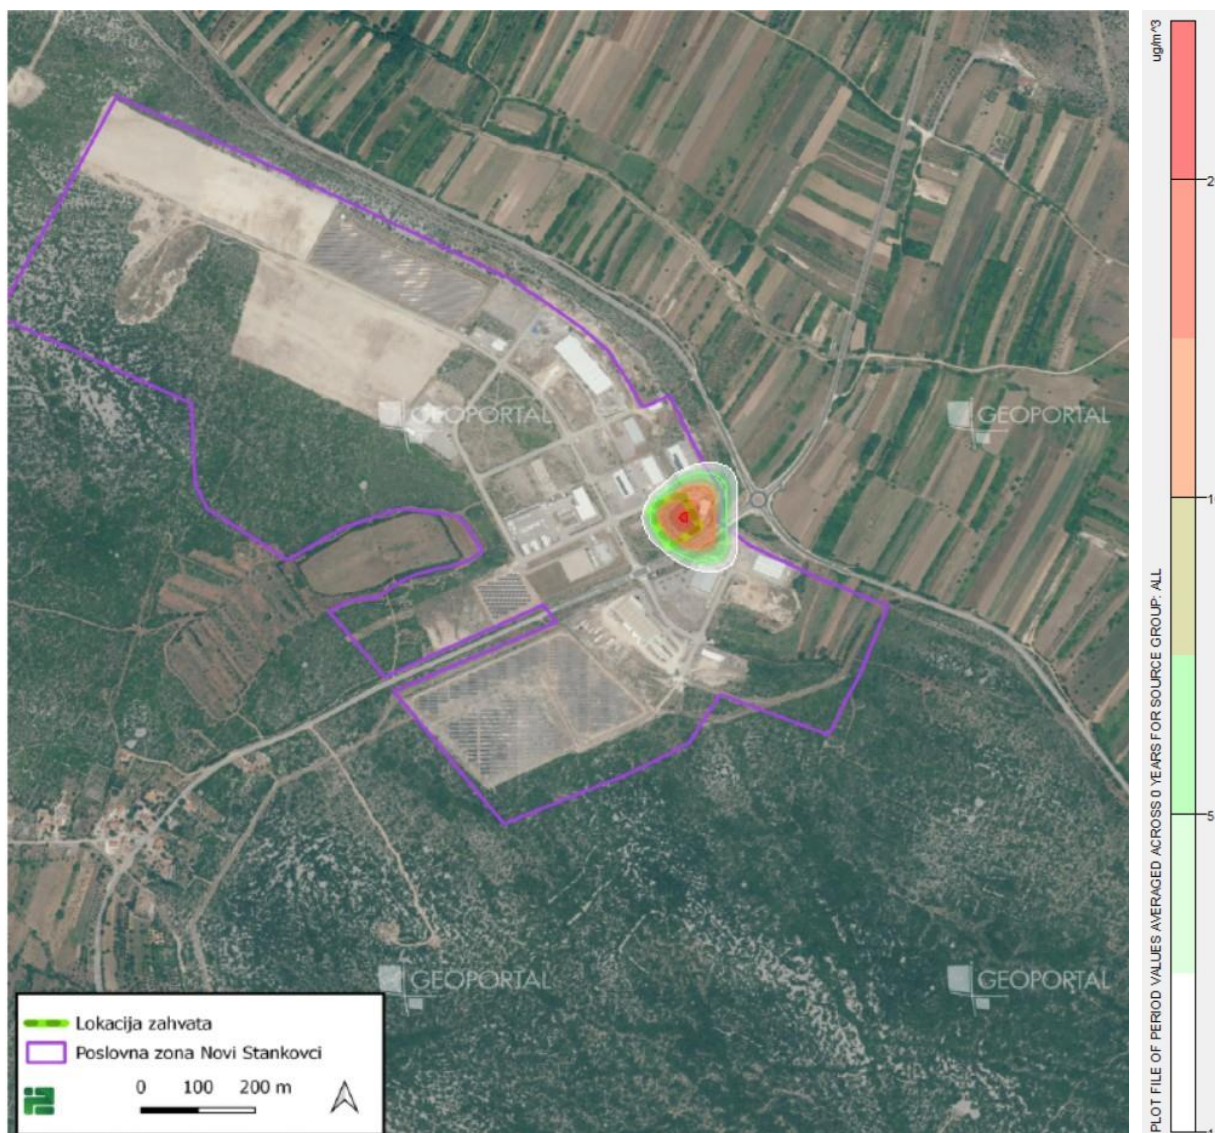 ug/m^3
2
1
5
PLOT FILE OF PERIOD VALUES AVERAGED ACROSS 0 YEARS FOR SOURCE GROUP: ALL
GEOPORTAL
GEOPORTAL
GEOPORTAL
GEOPORTAL
Lokacija zahvata
Poslovna zona Novi Stankovci
0 100 200 m